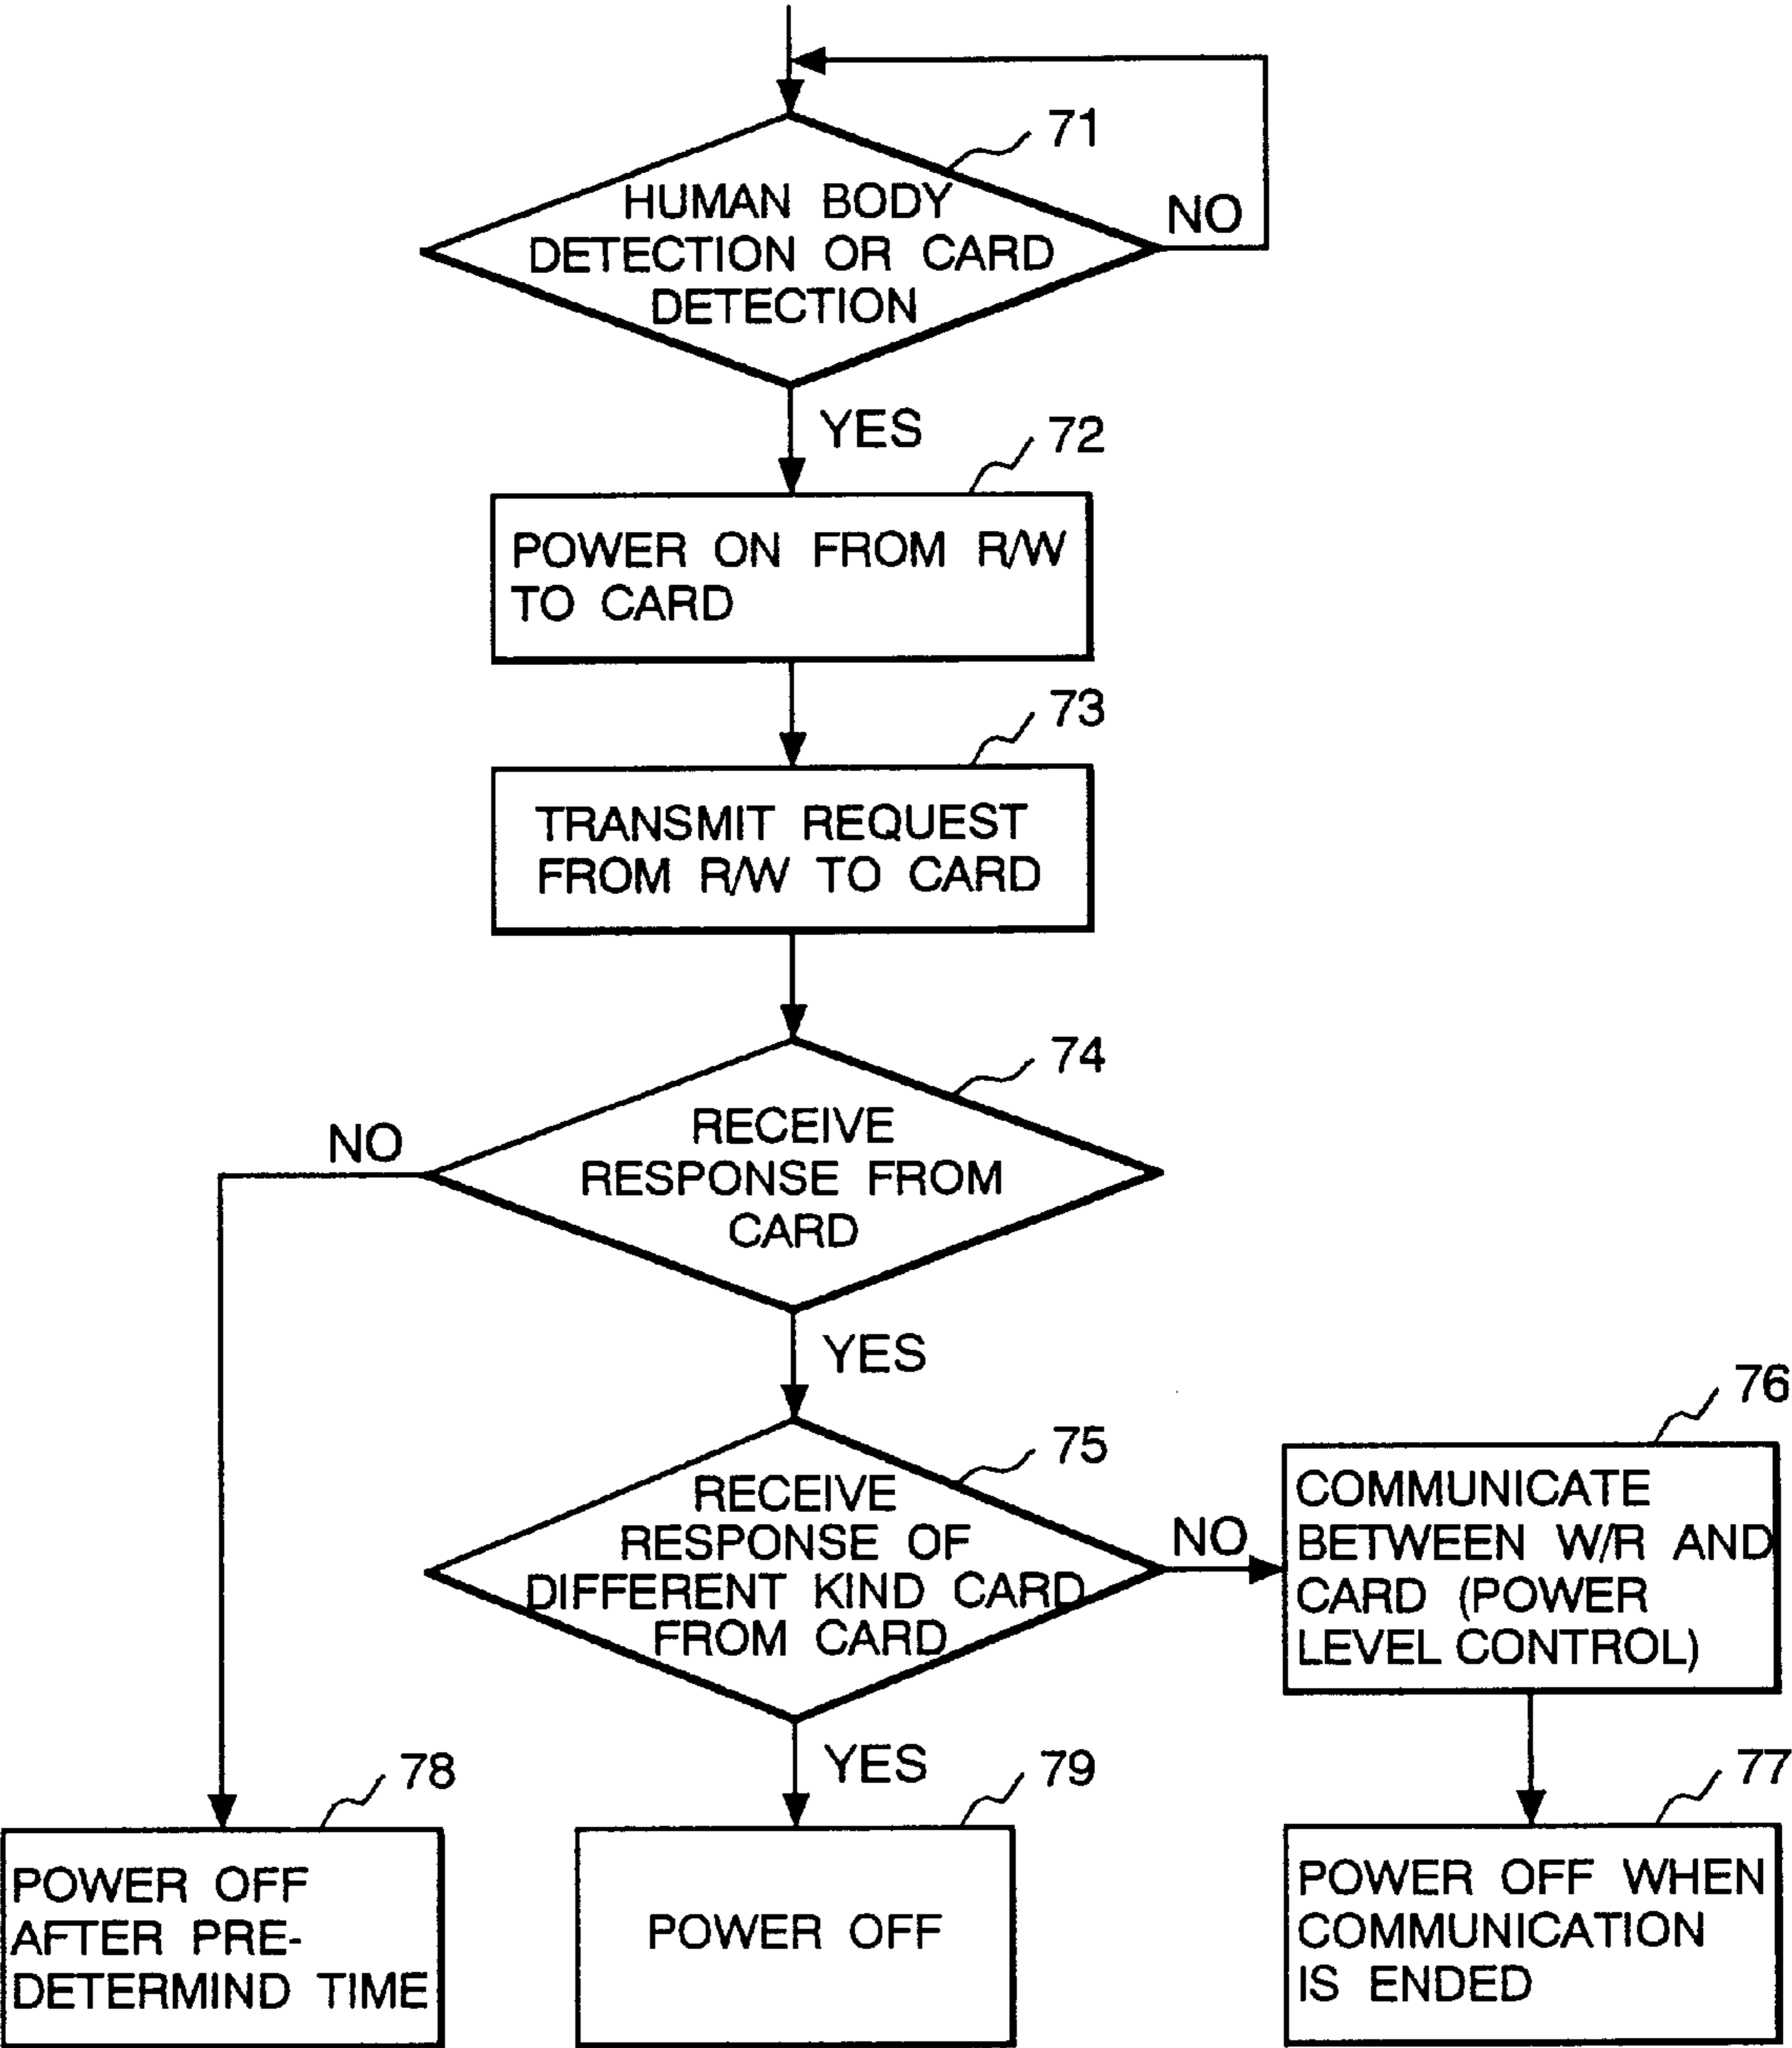 71
HUMAN BODY
DETECTION OR CARD
DETECTION
NO
YES
72
POWER ON FROM R/W
TO CARD
73
TRANSMIT REQUEST
FROM R/W TO CARD
74
RECEIVE
RESPONSE FROM
CARD
NO
YES
75
RECEIVE
RESPONSE OF
DIFFERENT KIND CARD
FROM CARD
NO
76
COMMUNICATE
BETWEEN W/R AND
CARD (POWER
LEVEL CONTROL)
YES
78
POWER OFF
AFTER PRE-
DETERMIND TIME
79
POWER OFF
77
POWER OFF WHEN
COMMUNICATION
IS ENDED